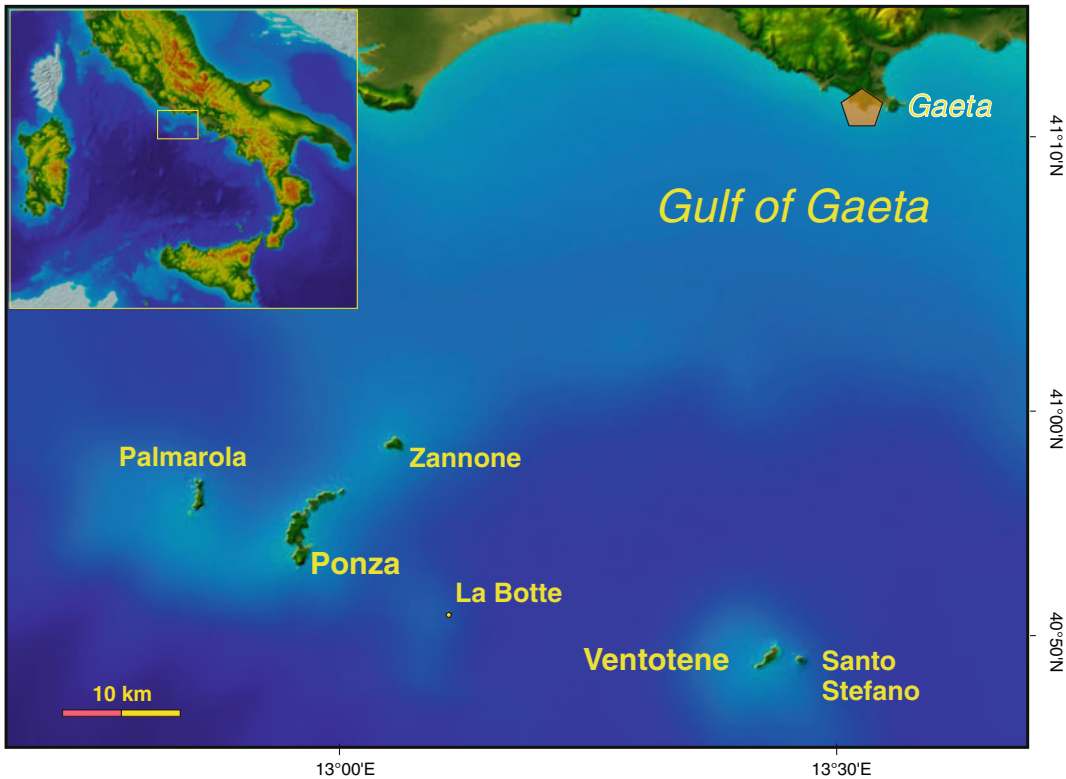 Gaeta
41°10'N
Gulf of Gaeta
41°00'N
Palmarola
Zannone
Ponza
La Botte
40°50'N
Ventotene
Santo
Stefano
10 km
13°00'E
13°30'E